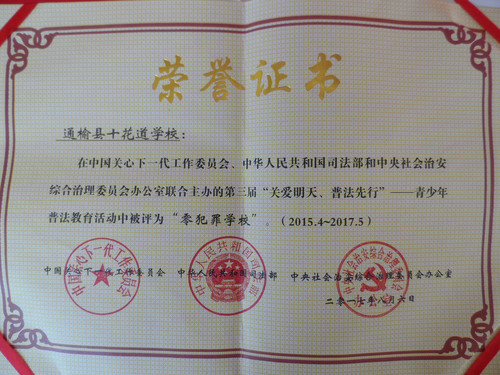 荣誉证书
通榆县十花道学校：
在中国关心下一代工作委员会、中华人民共和国司法部和中央社会治安
综合治理委员会办公室联合主办的第三届“关爱明天、普法先行”——青少年
普法教育活动中被评为“零犯罪学校”。（2015.4~2017.5）
中国关心下一代工作委员会 中华人民共和国司法部 中央社会治安综合治理委员会办公室
二〇一七年八月六日